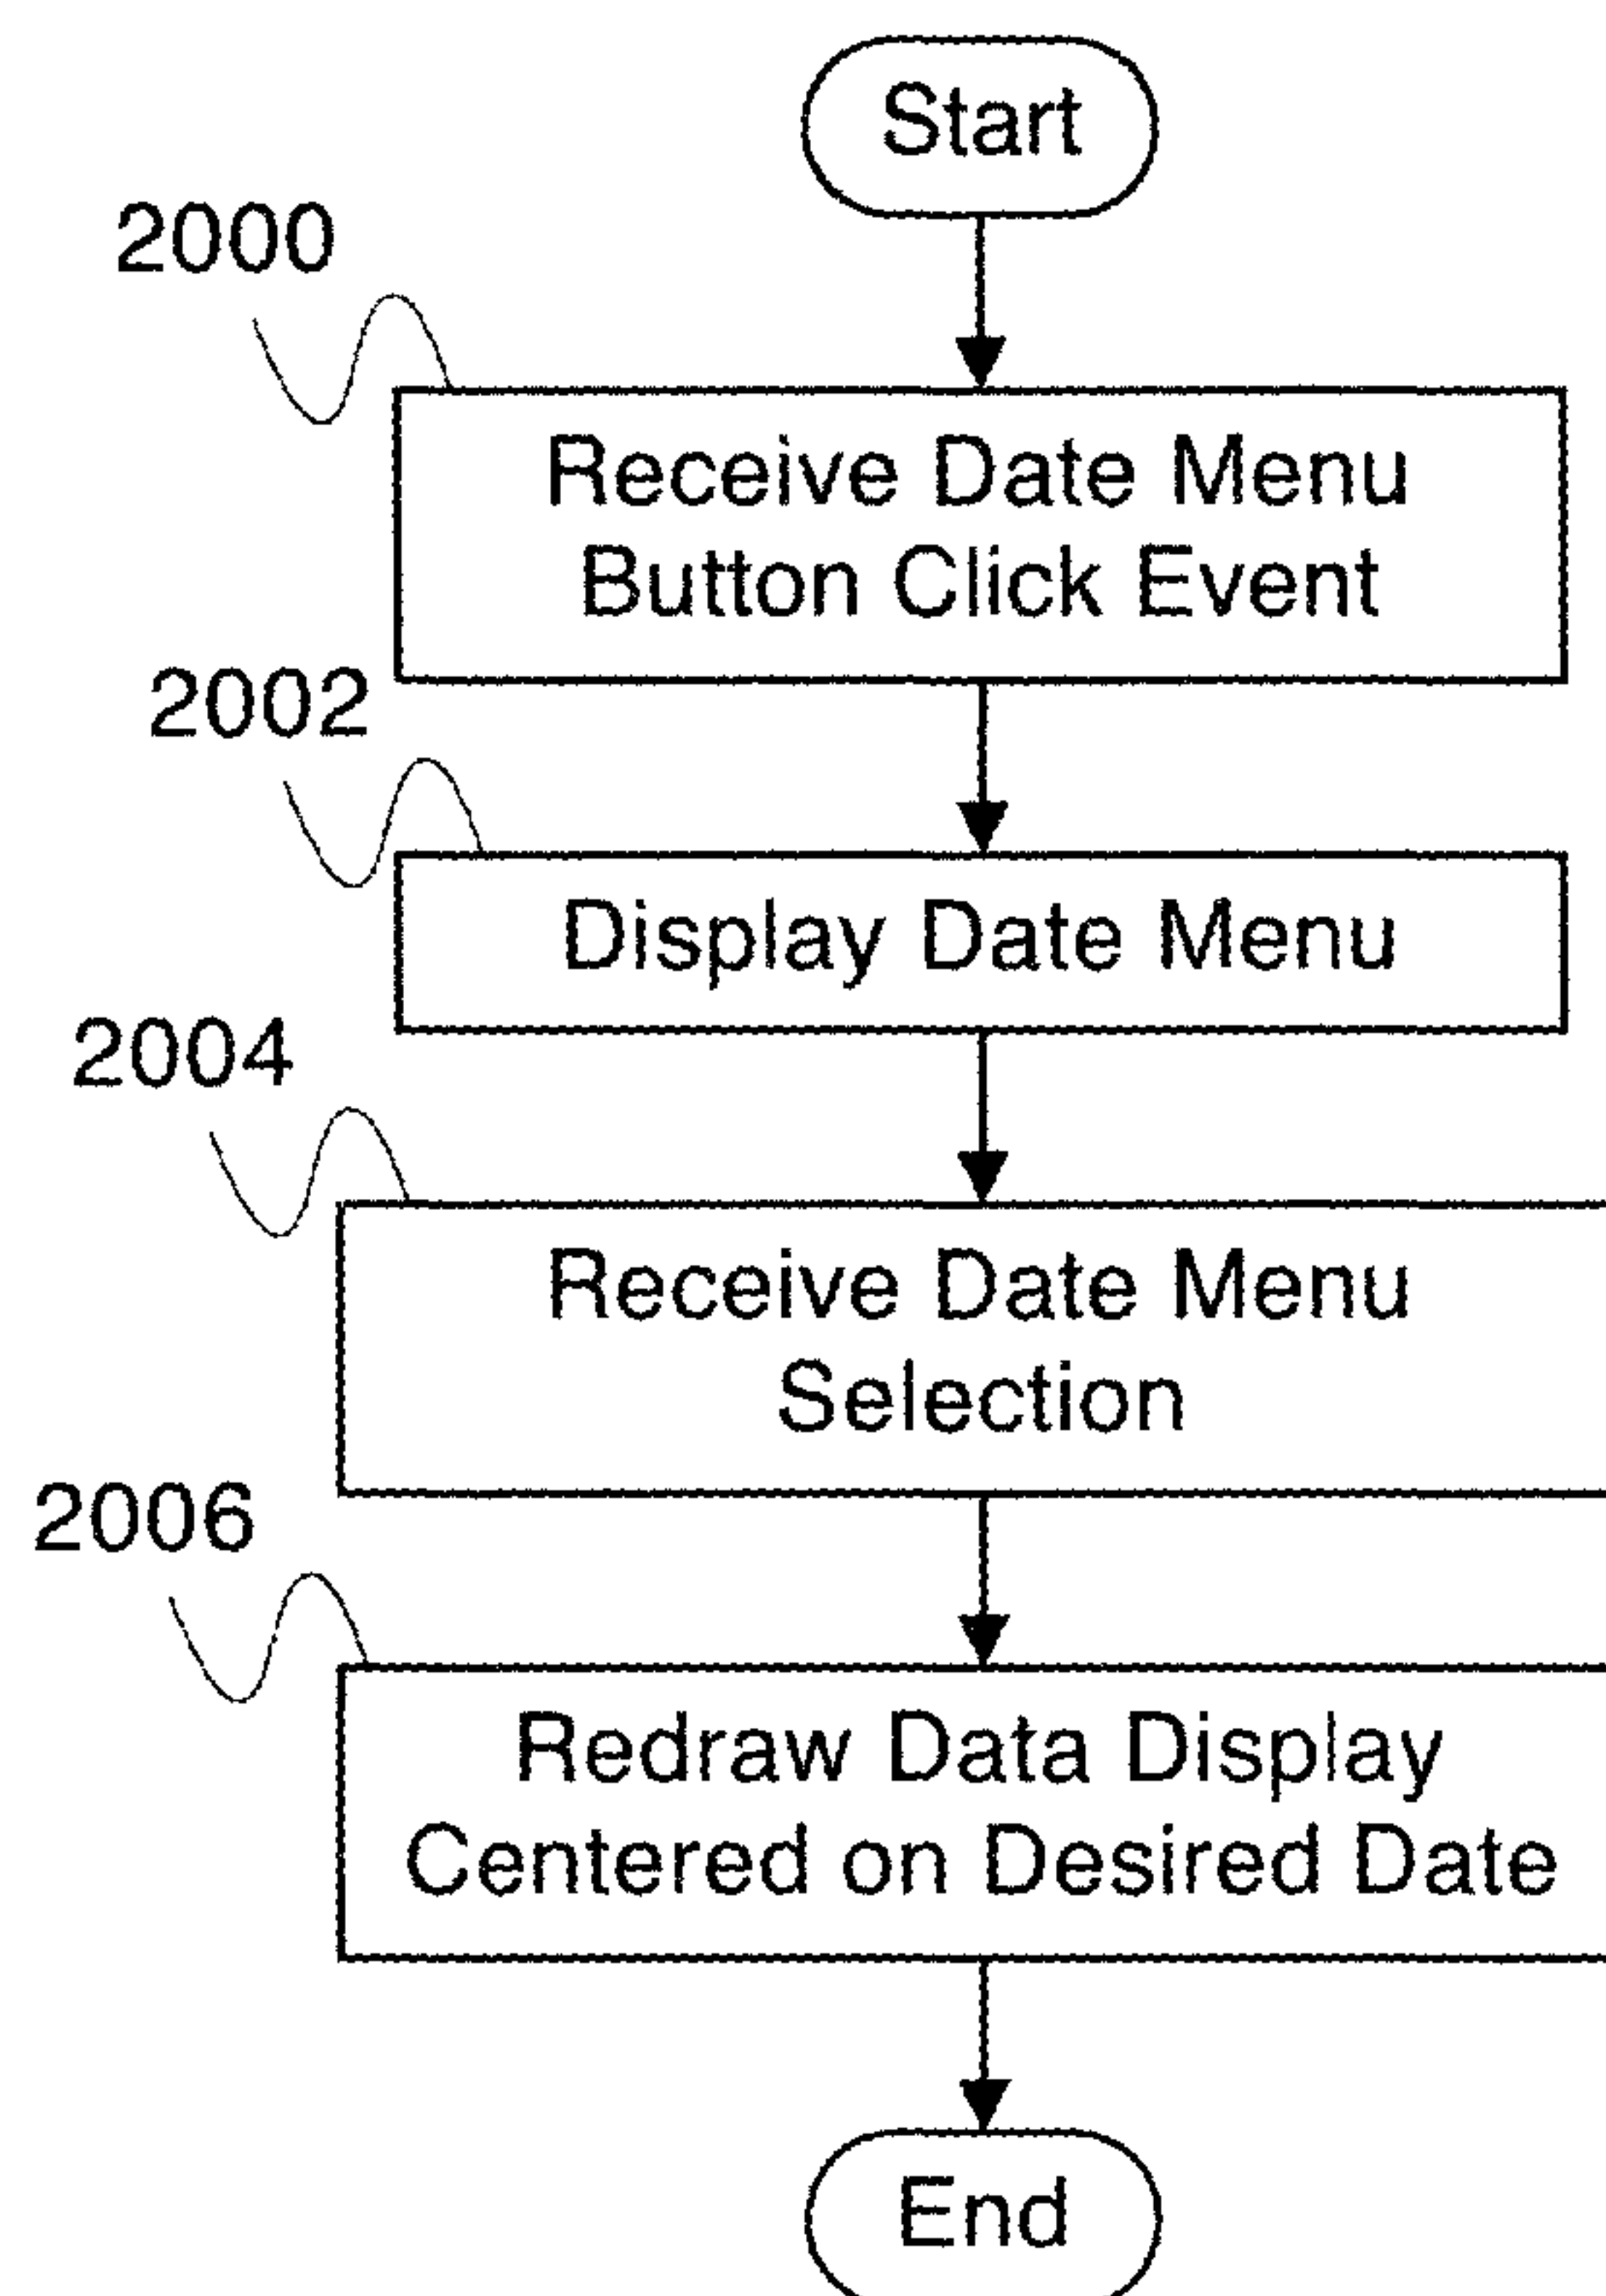 Start
2000
Receive Date Menu
Button Click Event
2002
Display Date Menu
2004
Receive Date Menu
Selection
2006
Redraw Data Display
Centered on Desired Date
End